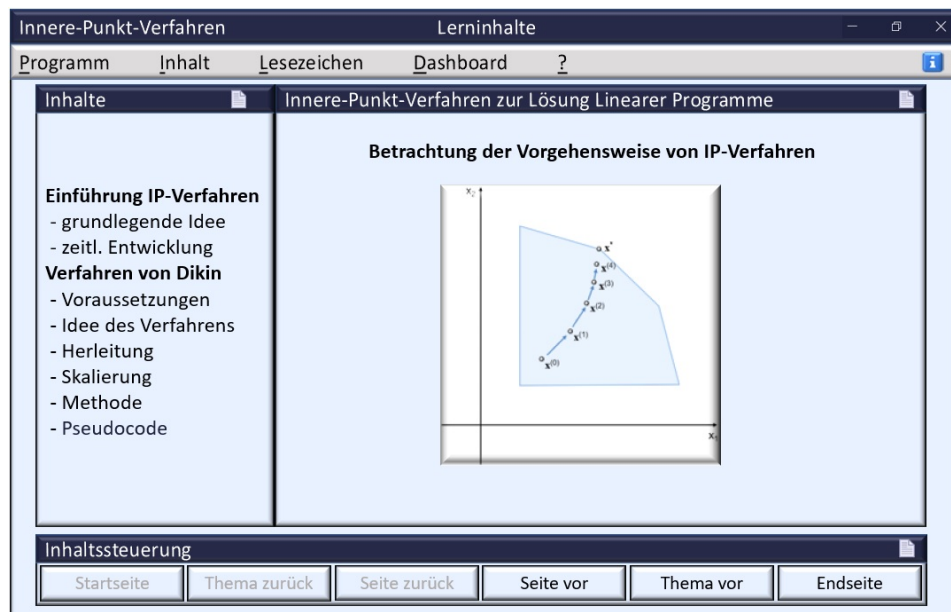 Innere-Punkt-Verfahren Lerninhalte
Programm Inhalt Lesezeichen Dashboard ?
Inhalte
Innere-Punkt-Verfahren zur Lösung Linearer Programme
Einführung IP-Verfahren
- grundlegende Idee
- zeitl. Entwicklung
Verfahren von Dikin
- Voraussetzungen
- Idee des Verfahrens
- Herleitung
- Skalierung
- Methode
- Pseudocode
Betrachtung der Vorgehensweise von IP-Verfahren
x₂
x*
x⁽⁴⁾
x⁽³⁾
x⁽²⁾
x⁽¹⁾
x⁽⁰⁾
x₁
Inhaltssteuerung
Startseite Thema zurück Seite zurück Seite vor Thema vor Endseite